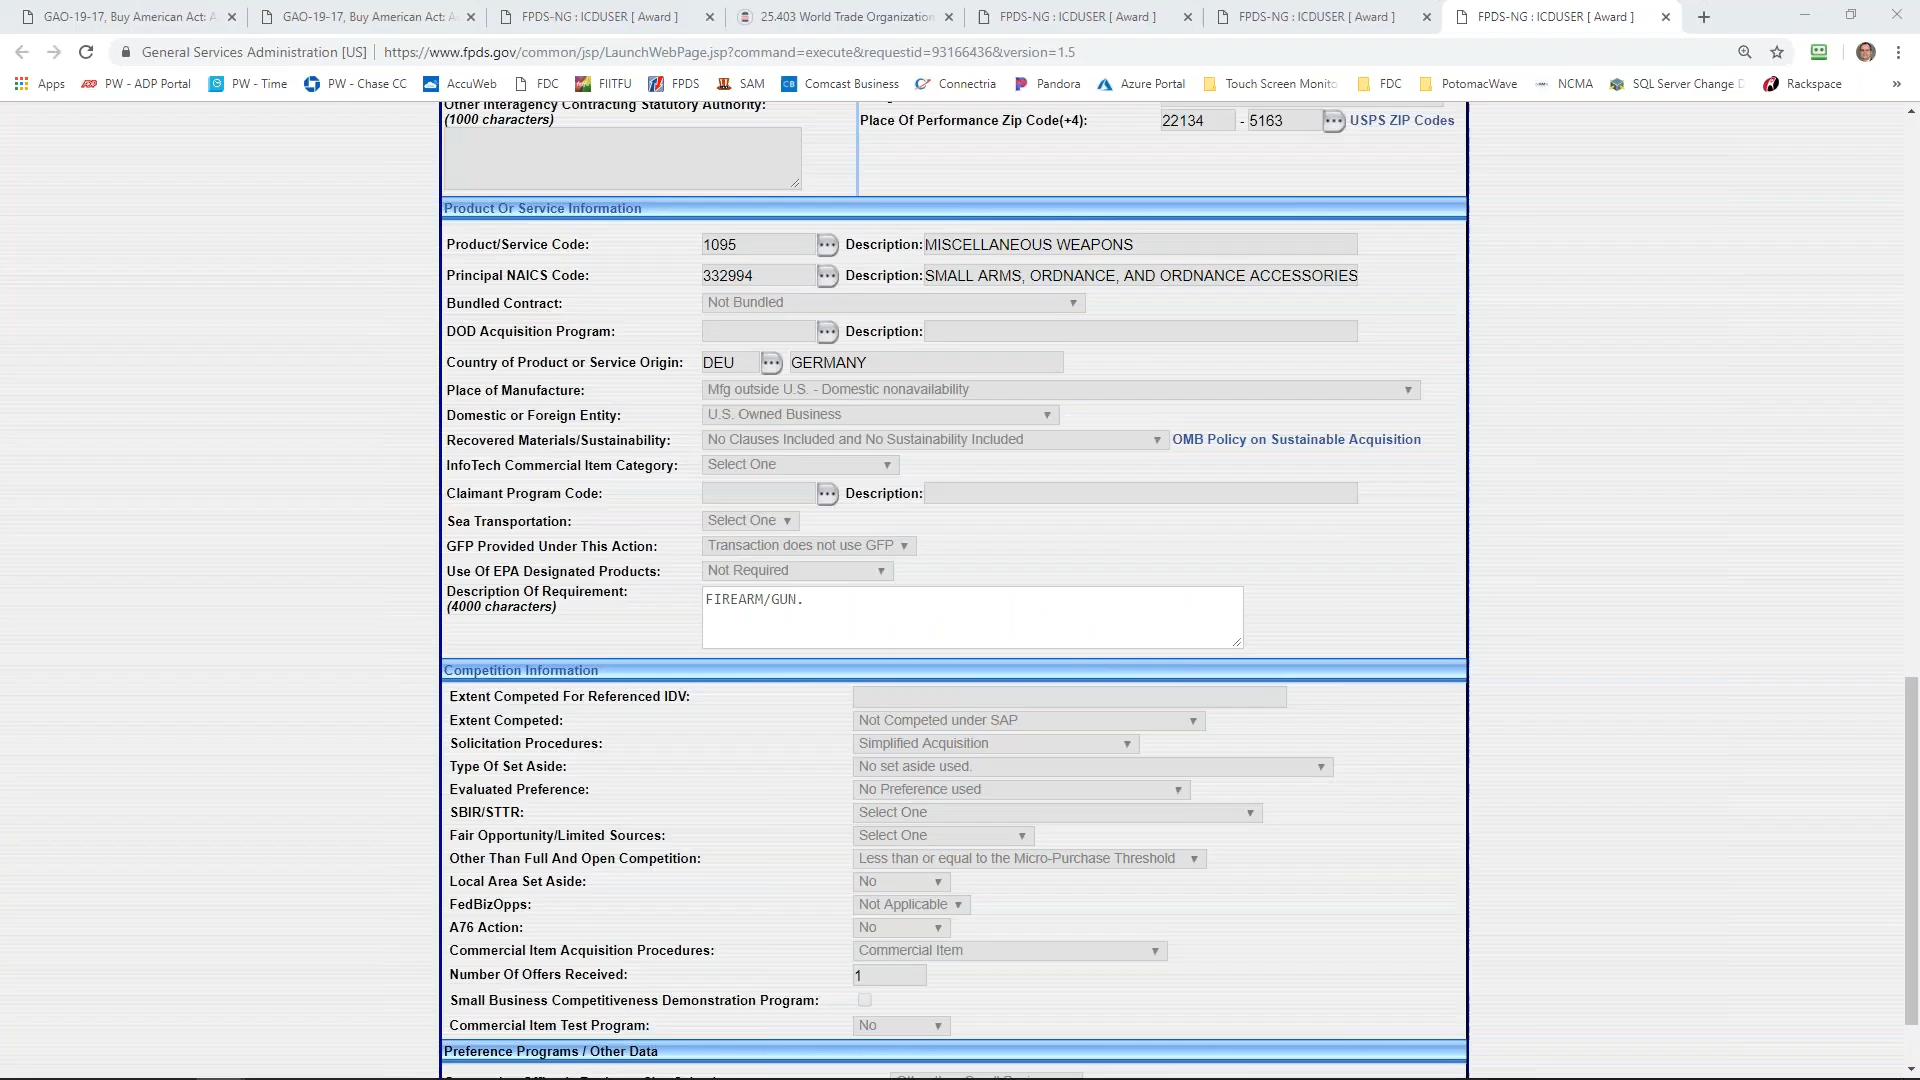 GAO-19-17, Buy American Act: A
GAO-19-17, Buy American Act: A
FPDS-NG : ICDUSER [ Award ]
25.403 World Trade Organization
FPDS-NG : ICDUSER [ Award ]
FPDS-NG : ICDUSER [ Award ]
FPDS-NG : ICDUSER [ Award ]
General Services Administration [US] | https://www.fpds.gov/common/jsp/LaunchWebPage.jsp?command=execute&requestid=93166436&version=1.5
Apps PW - ADP Portal PW - Time PW - Chase CC AccuWeb FDC FIITFU FPDS SAM Comcast Business Connectria Pandora Azure Portal Touch Screen Monito FDC PotomacWave NCMA SQL Server Change D Rackspace »
Other Interagency Contracting Statutory Authority:
(1000 characters)
Place Of Performance Zip Code(+4): 22134 - 5163 USPS ZIP Codes
Product Or Service Information
Product/Service Code: 1095 Description: MISCELLANEOUS WEAPONS
Principal NAICS Code: 332994 Description: SMALL ARMS, ORDNANCE, AND ORDNANCE ACCESSORIES
Bundled Contract: Not Bundled
DOD Acquisition Program: Description:
Country of Product or Service Origin: DEU GERMANY
Place of Manufacture: Mfg outside U.S. - Domestic nonavailability
Domestic or Foreign Entity: U.S. Owned Business
Recovered Materials/Sustainability: No Clauses Included and No Sustainability Included OMB Policy on Sustainable Acquisition
InfoTech Commercial Item Category: Select One
Claimant Program Code: Description:
Sea Transportation: Select One
GFP Provided Under This Action: Transaction does not use GFP
Use Of EPA Designated Products: Not Required
Description Of Requirement:
(4000 characters)
FIREARM/GUN.
Competition Information
Extent Competed For Referenced IDV:
Extent Competed: Not Competed under SAP
Solicitation Procedures: Simplified Acquisition
Type Of Set Aside: No set aside used.
Evaluated Preference: No Preference used
SBIR/STTR: Select One
Fair Opportunity/Limited Sources: Select One
Other Than Full And Open Competition: Less than or equal to the Micro-Purchase Threshold
Local Area Set Aside: No
FedBizOpps: Not Applicable
A76 Action: No
Commercial Item Acquisition Procedures: Commercial Item
Number Of Offers Received: 1
Small Business Competitiveness Demonstration Program:
Commercial Item Test Program: No
Preference Programs / Other Data